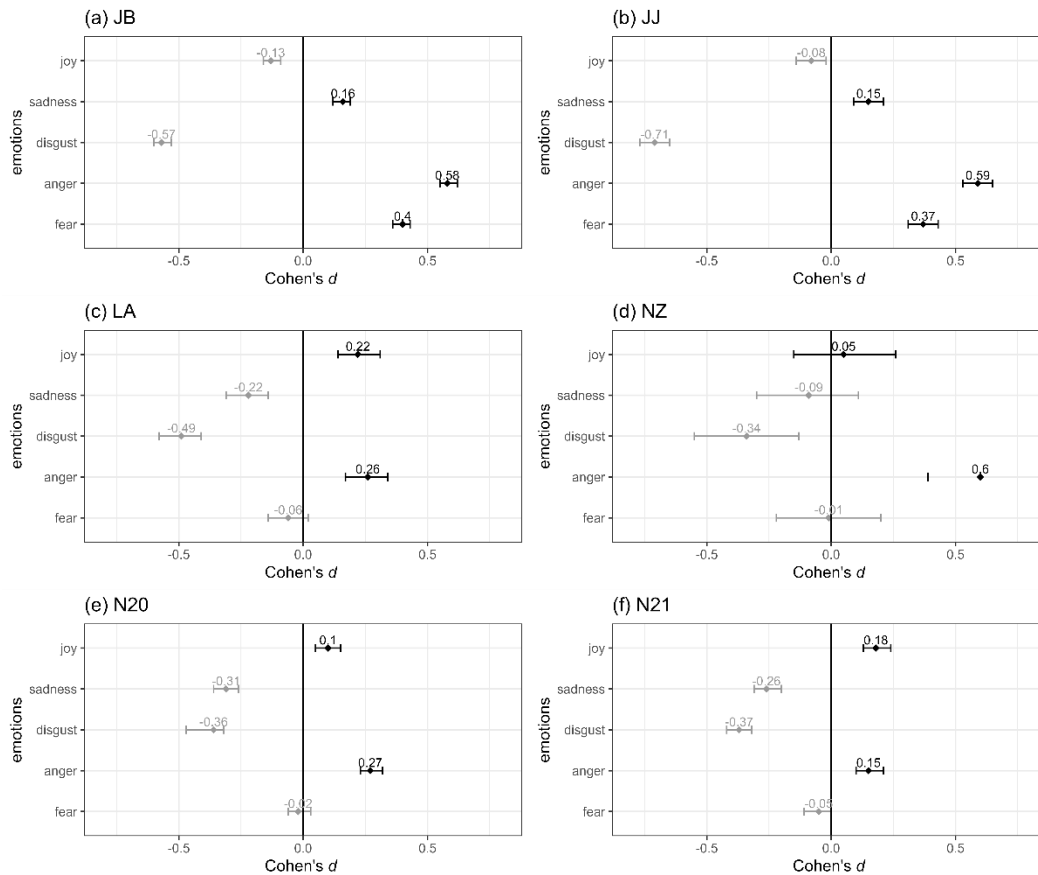 (a) JB
joy
sadness
disgust
anger
fear
emotions
-0.13
0.16
-0.57
0.58
0.4
-0.5
0.0
0.5
Cohen's d
(b) JJ
joy
sadness
disgust
anger
fear
emotions
-0.08
0.15
-0.71
0.59
0.37
-0.5
0.0
0.5
Cohen's d
(c) LA
joy
sadness
disgust
anger
fear
emotions
0.22
-0.22
-0.49
0.26
-0.06
-0.5
0.0
0.5
Cohen's d
(d) NZ
joy
sadness
disgust
anger
fear
emotions
0.05
-0.09
-0.34
0.6
-0.01
-0.5
0.0
0.5
Cohen's d
(e) N20
joy
sadness
disgust
anger
fear
emotions
0.1
-0.31
-0.36
0.27
-0.02
-0.5
0.0
0.5
Cohen's d
(f) N21
joy
sadness
disgust
anger
fear
emotions
0.18
-0.26
-0.37
0.15
-0.05
-0.5
0.0
0.5
Cohen's d